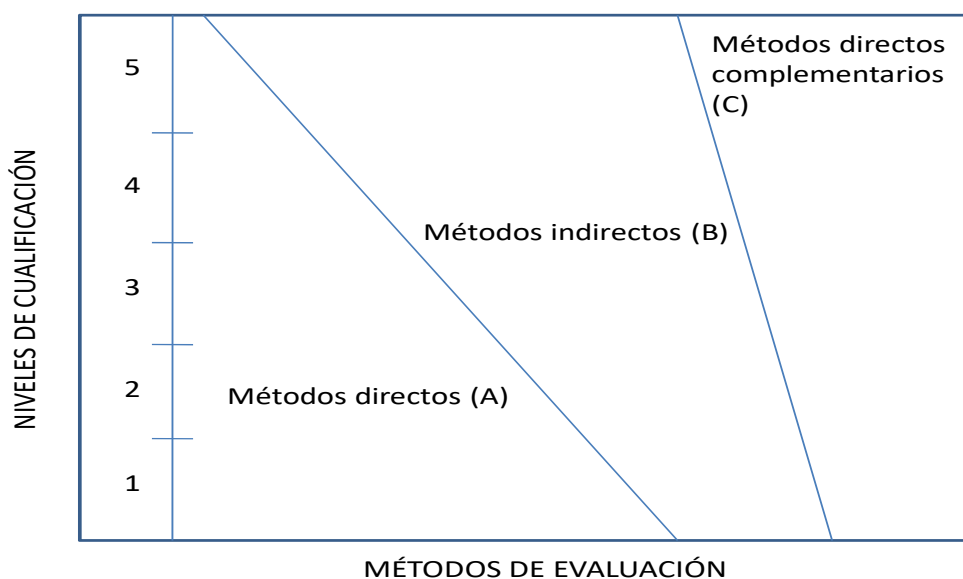 Métodos directos
complementarios
(C)
5
4
Métodos indirectos (B)
3
2
Métodos directos (A)
1
NIVELES DE CUALIFICACIÓN
MÉTODOS DE EVALUACIÓN